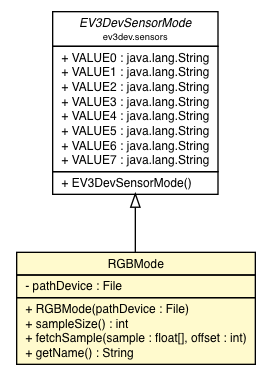 EV3DevSensorMode
ev3dev.sensors
+ VALUE0 : java.lang.String
+ VALUE1 : java.lang.String
+ VALUE2 : java.lang.String
+ VALUE3 : java.lang.String
+ VALUE4 : java.lang.String
+ VALUE5 : java.lang.String
+ VALUE6 : java.lang.String
+ VALUE7 : java.lang.String
+ EV3DevSensorMode()
RGBMode
- pathDevice : File
+ RGBMode(pathDevice : File)
+ sampleSize() : int
+ fetchSample(sample : float[], offset : int)
+ getName() : String